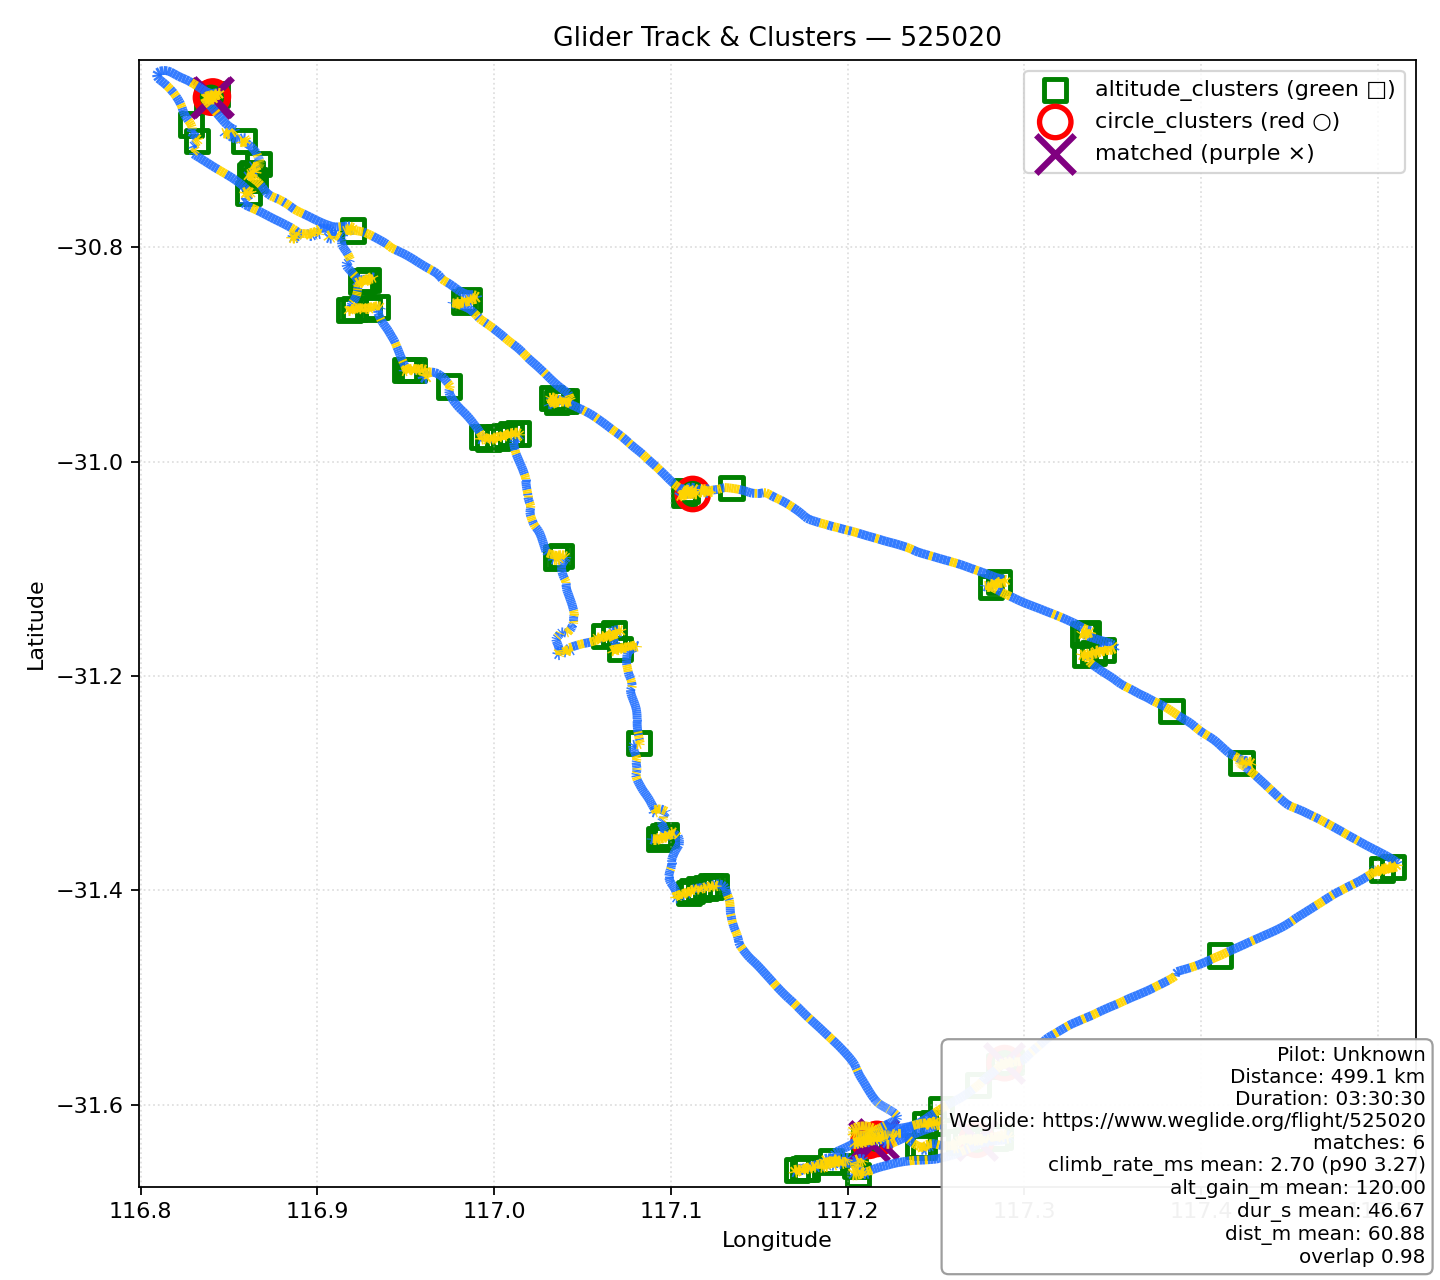 Glider Track & Clusters — 525020
altitude_clusters (green □)
circle_clusters (red ○)
matched (purple ×)
Latitude
−30.8
−31.0
−31.2
−31.4
−31.6
116.8
116.9
117.0
117.1
117.2
117.3
117.4
Longitude
Pilot: Unknown
Distance: 499.1 km
Duration: 03:30:30
Weglide: https://www.weglide.org/flight/525020
matches: 6
climb_rate_ms mean: 2.70 (p90 3.27)
alt_gain_m mean: 120.00
dur_s mean: 46.67
dist_m mean: 60.88
overlap 0.98